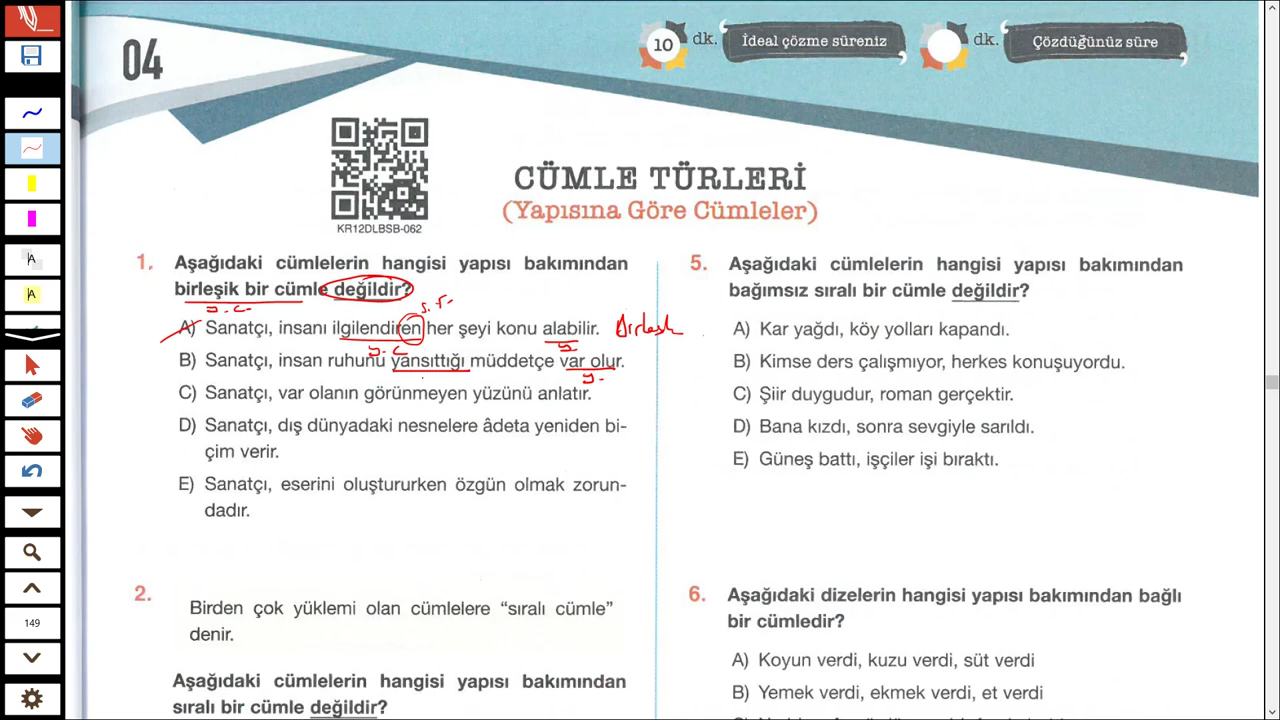 04
10 dk. İdeal çözme süreniz
dk. Çözdüğünüz süre
KR12DLBSB-062
CÜMLE TÜRLERİ
(Yapısına Göre Cümleler)
1. Aşağıdaki cümlelerin hangisi yapısı bakımından
birleşik bir cümle değildir?
A) Sanatçı, insanı ilgilendiren her şeyi konu alabilir.
B) Sanatçı, insan ruhunu yansıttığı müddetçe var olur.
C) Sanatçı, var olanın görünmeyen yüzünü anlatır.
D) Sanatçı, dış dünyadaki nesnelere âdeta yeniden bi-
çim verir.
E) Sanatçı, eserini oluştururken özgün olmak zorun-
dadır.
2. Birden çok yüklemi olan cümlelere “sıralı cümle”
denir.
Aşağıdaki cümlelerin hangisi yapısı bakımından
sıralı bir cümle değildir?
5. Aşağıdaki cümlelerin hangisi yapısı bakımından
bağımsız sıralı bir cümle değildir?
A) Kar yağdı, köy yolları kapandı.
B) Kimse ders çalışmıyor, herkes konuşuyordu.
C) Şiir duygudur, roman gerçektir.
D) Bana kızdı, sonra sevgiyle sarıldı.
E) Güneş battı, işçiler işi bıraktı.
6. Aşağıdaki dizelerin hangisi yapısı bakımından bağlı
bir cümledir?
A) Koyun verdi, kuzu verdi, süt verdi
B) Yemek verdi, ekmek verdi, et verdi
A
A
149